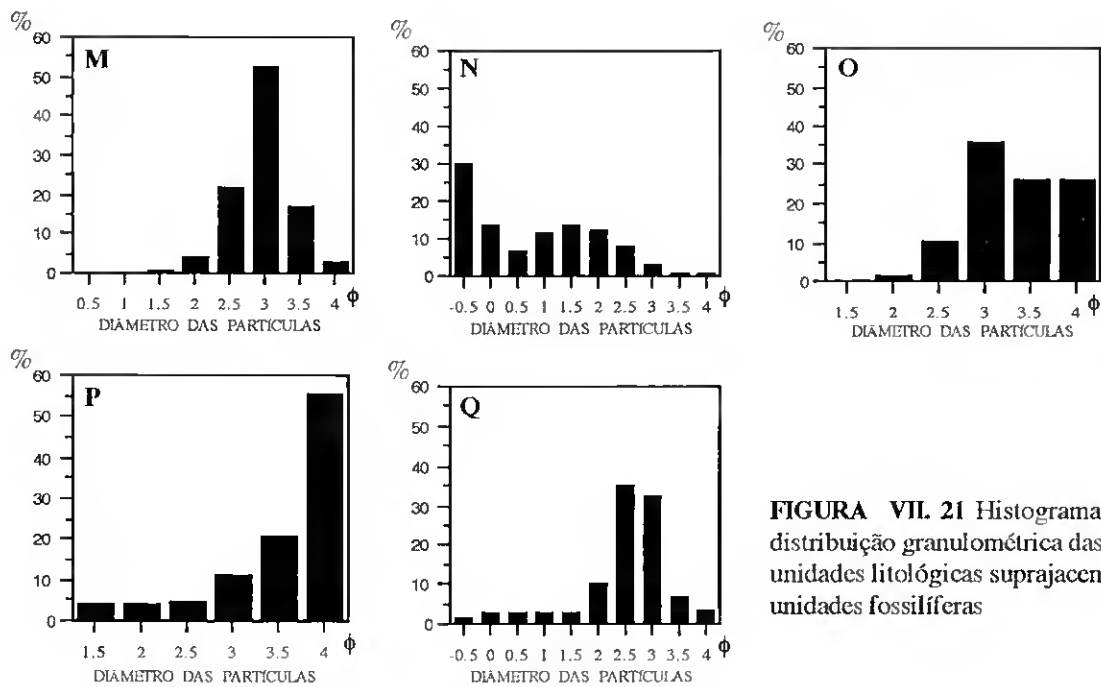 %
60
50
40
30
20
10
0
M
0.5 1 1.5 2 2.5 3 3.5 4 ϕ
DIÂMETRO DAS PARTÍCULAS
60
50
40
30
20
10
0
N
-0.5 0 0.5 1 1.5 2 2.5 3 3.5 4 ϕ
DIÂMETRO DAS PARTÍCULAS
%
60
50
40
30
20
10
0
O
1.5 2 2.5 3 3.5 4 ϕ
DIÂMETRO DAS PARTÍCULAS
%
60
50
40
30
20
10
0
P
1.5 2 2.5 3 3.5 4 ϕ
DIÂMETRO DAS PARTÍCULAS
%
60
50
40
30
20
10
0
Q
-0.5 0 0.5 1 1.5 2 2.5 3 3.5 4 ϕ
DIÂMETRO DAS PARTÍCULAS
FIGURA VII. 21 Histograma
distribuição granulométrica das
unidades litológicas suprajacen
unidades fossilíferas